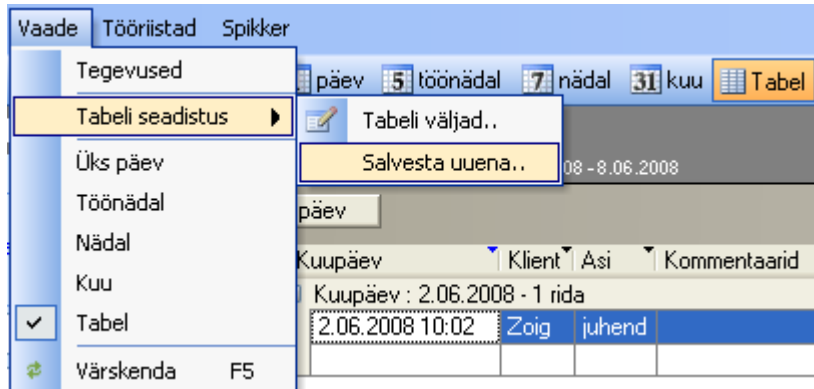 Vaade Tööriistad Spikker
Tegevused
päev 5 töönädal 7 nädal 31 kuu Tabel
Tabeli seadistus
Tabeli väljad..
Salvesta uuena..
08 - 8.06.2008
Üks päev
Töönädal
päev
Nädal
Kuupäev Klient Asi Kommentaarid
Kuu
Kuupäev : 2.06.2008 - 1 rida
Tabel
2.06.2008 10:02 Zoig juhend
Värskenda F5